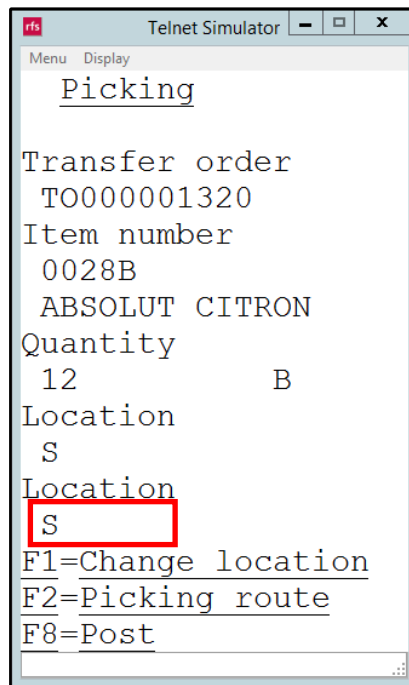 rfs Telnet Simulator
Menu Display
Picking
Transfer order
TO000001320
Item number
0028B
ABSOLUT CITRON
Quantity
12 B
Location
S
Location
S
F1=Change location
F2=Picking route
F8=Post